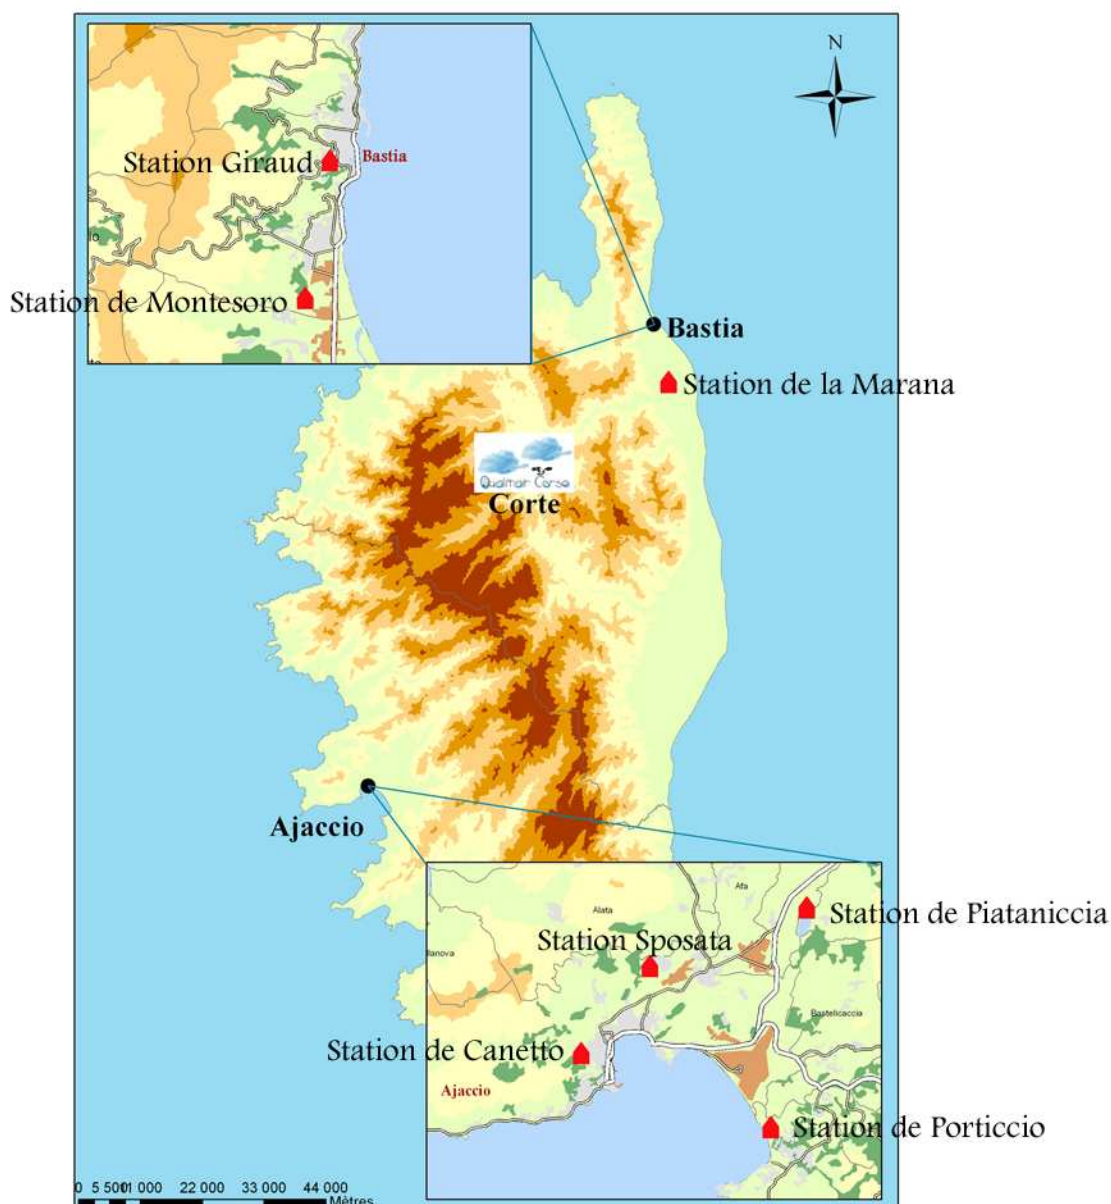 N
Station Giraud
Bastia
Station de Montesoro
Bastia
Station de la Marana
Qualitair Corse
Corte
Ajaccio
Afa
Alata
Station de Piataniccia
Station Sposata
Bastelicaccia
Station de Canetto
Ajaccio
Station de Porticcio
0 5 500 11 000 22 000 33 000 44 000
Mètres